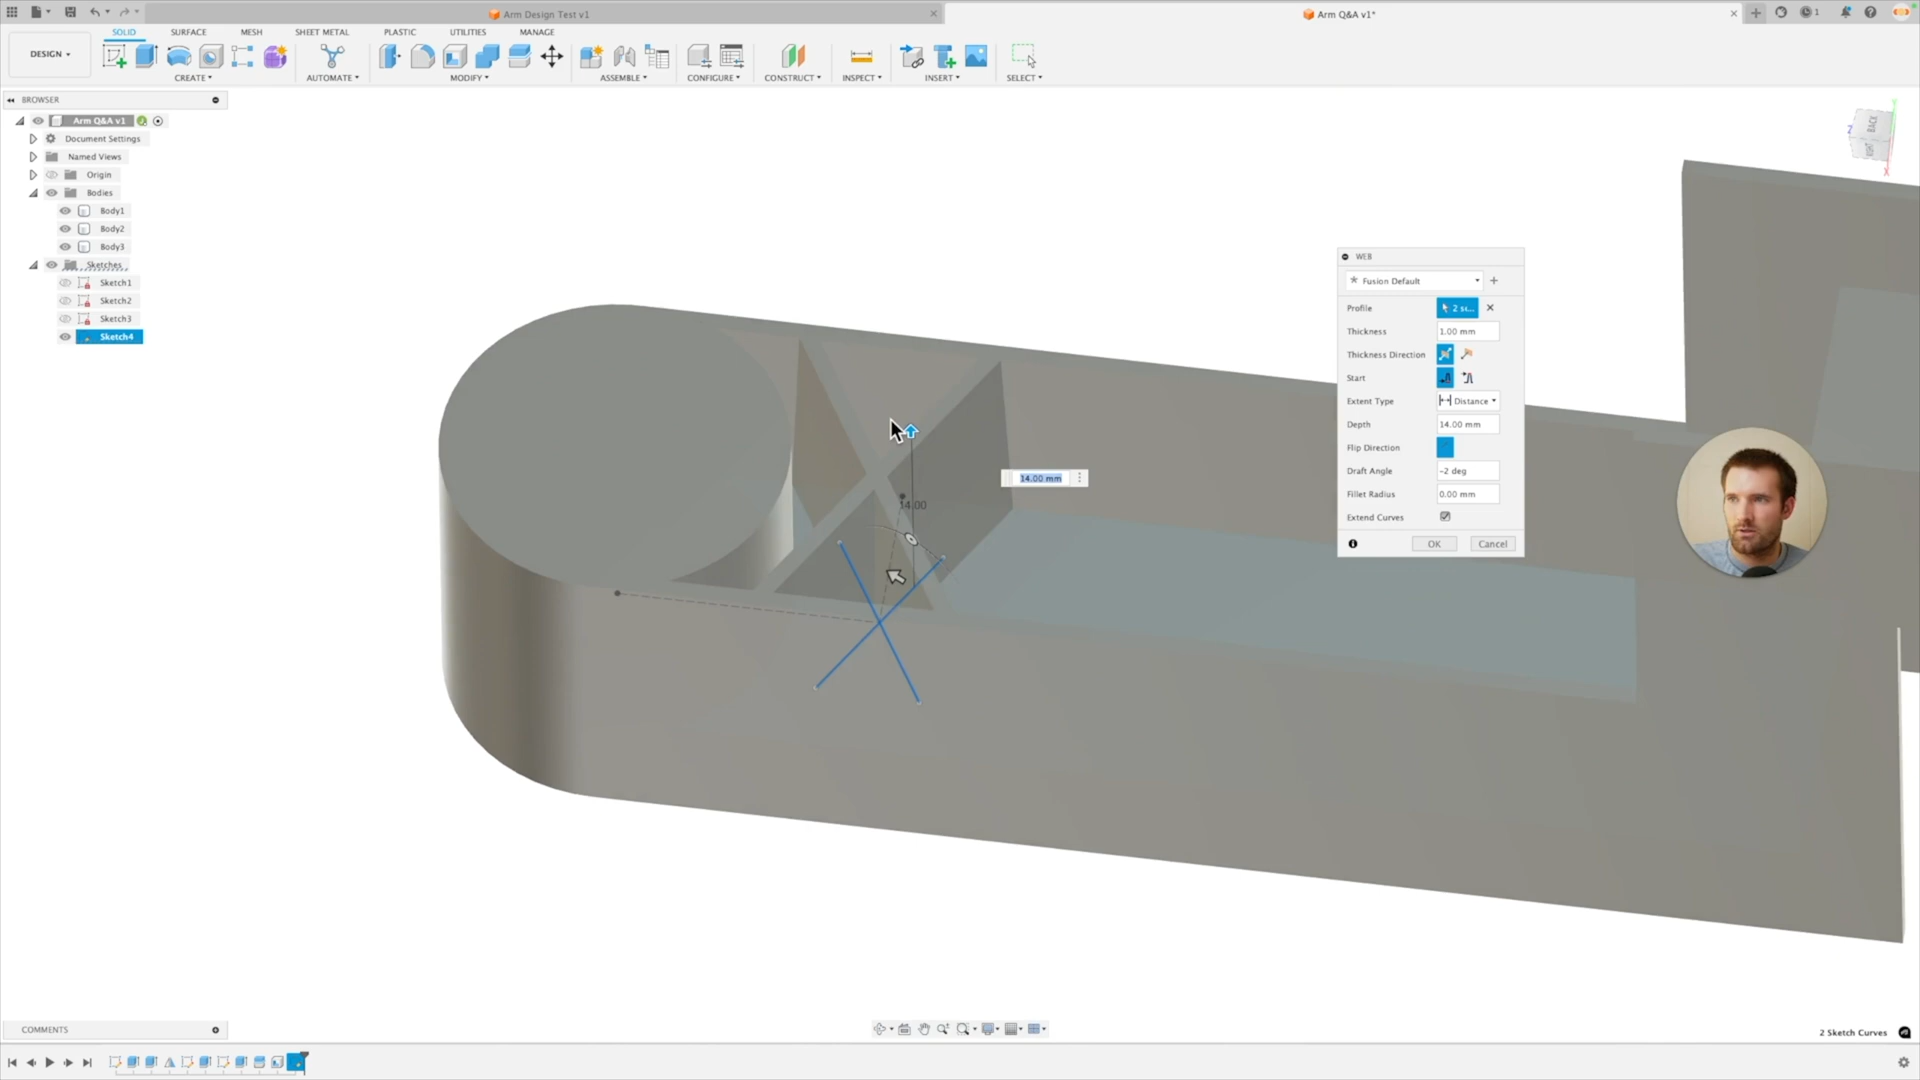 Arm Design Test v1
Arm Q&A v1*
1
DESIGN
SOLID
SURFACE
MESH
SHEET METAL
PLASTIC
UTILITIES
MANAGE
CREATE
AUTOMATE
MODIFY
ASSEMBLE
CONFIGURE
CONSTRUCT
INSPECT
INSERT
SELECT
BROWSER
Arm Q&A v1
Document Settings
Named Views
Origin
Bodies
Body1
Body2
Body3
Sketches
Sketch1
Sketch2
Sketch3
Sketch4
BACK
RIGHT
Z
X
14.00 mm
14.00
WEB
* Fusion Default
Profile 2 s...
Thickness 1.00 mm
Thickness Direction
Start
Extent Type Distance
Depth 14.00 mm
Flip Direction
Draft Angle -2 deg
Fillet Radius 0.00 mm
Extend Curves
OK Cancel
COMMENTS
2 Sketch Curves